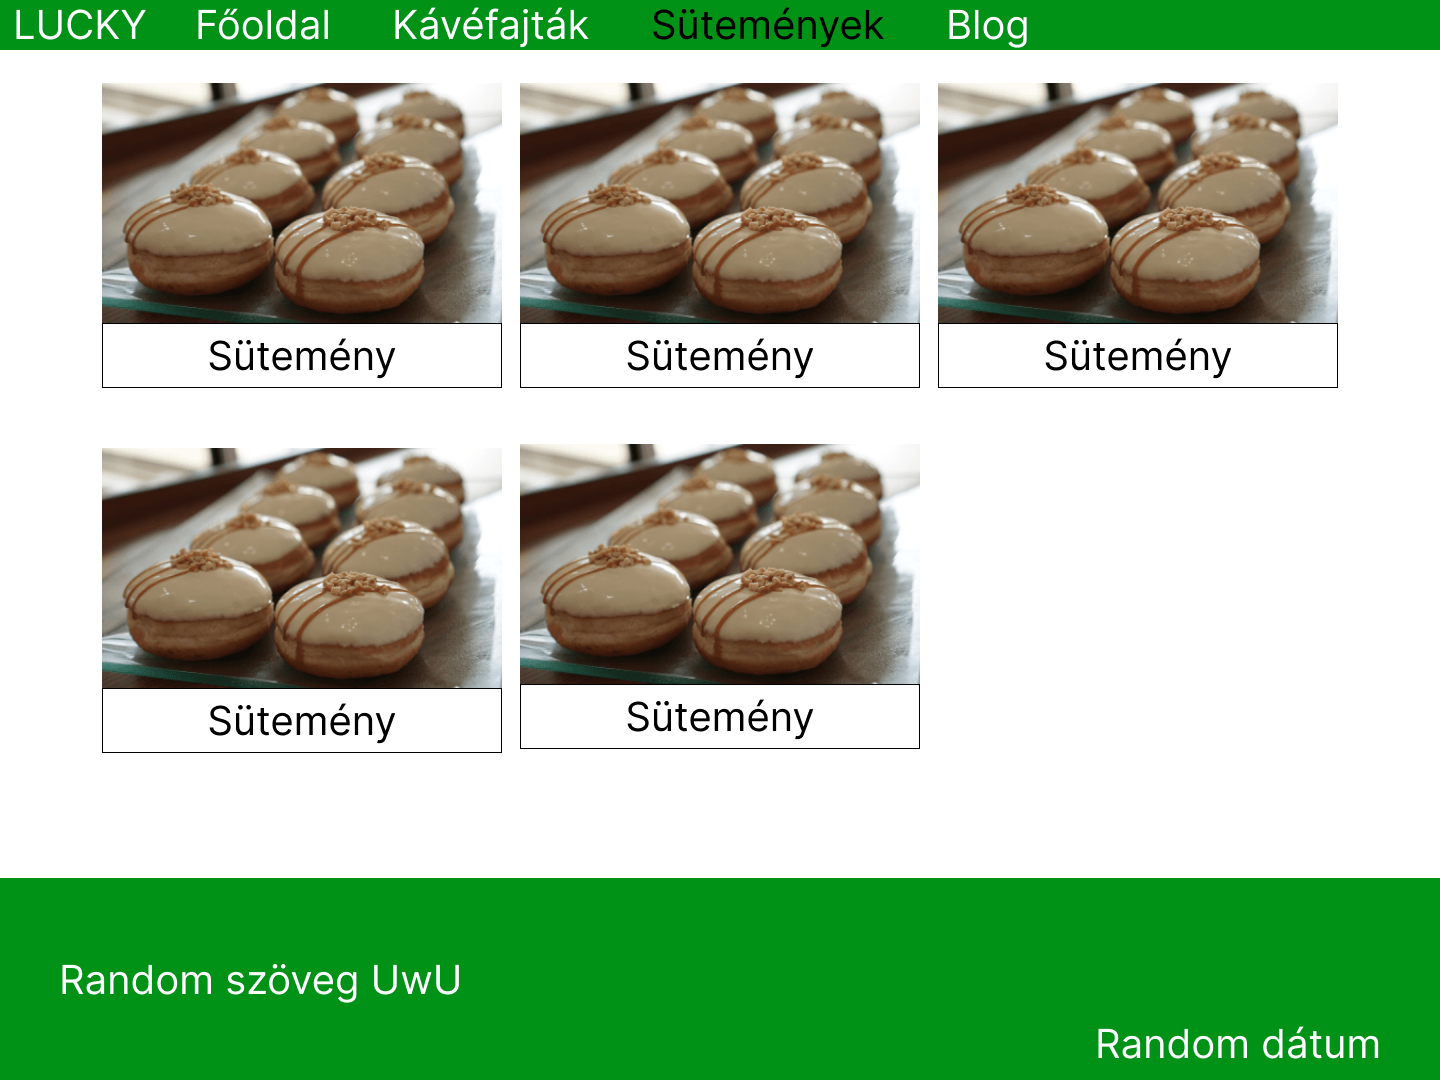 LUCKY Főoldal Kávéfajták Sütemények Blog
Sütemény Sütemény Sütemény
Sütemény Sütemény
Random szöveg UwU
Random dátum